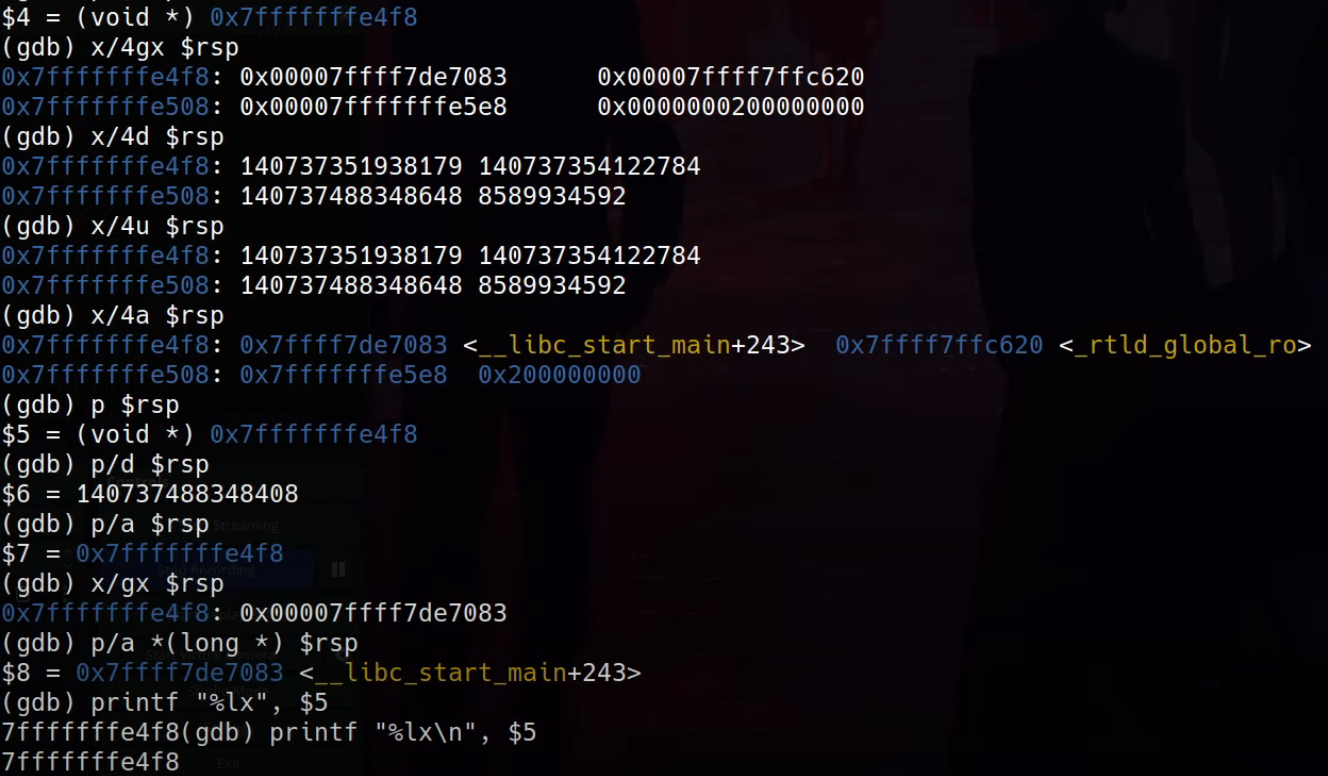 $4 = (void *) 0x7fffffffe4f8
(gdb) x/4gx $rsp
0x7fffffffe4f8: 0x00007ffff7de7083 0x00007ffff7ffc620
0x7fffffffe508: 0x00007fffffffe5e8 0x0000000200000000
(gdb) x/4d $rsp
0x7fffffffe4f8: 140737351938179 140737354122784
0x7fffffffe508: 140737488348648 8589934592
(gdb) x/4u $rsp
0x7fffffffe4f8: 140737351938179 140737354122784
0x7fffffffe508: 140737488348648 8589934592
(gdb) x/4a $rsp
0x7fffffffe4f8: 0x7ffff7de7083 <__libc_start_main+243> 0x7ffff7ffc620 <_rtld_global_ro>
0x7fffffffe508: 0x7fffffffe5e8 0x200000000
(gdb) p $rsp
$5 = (void *) 0x7fffffffe4f8
(gdb) p/d $rsp
$6 = 140737488348408
(gdb) p/a $rsp
$7 = 0x7fffffffe4f8
(gdb) x/gx $rsp
0x7fffffffe4f8: 0x00007ffff7de7083
(gdb) p/a *(long *) $rsp
$8 = 0x7ffff7de7083 <__libc_start_main+243>
(gdb) printf "%lx", $5
7fffffffe4f8(gdb) printf "%lx\n", $5
7fffffffe4f8
Exit